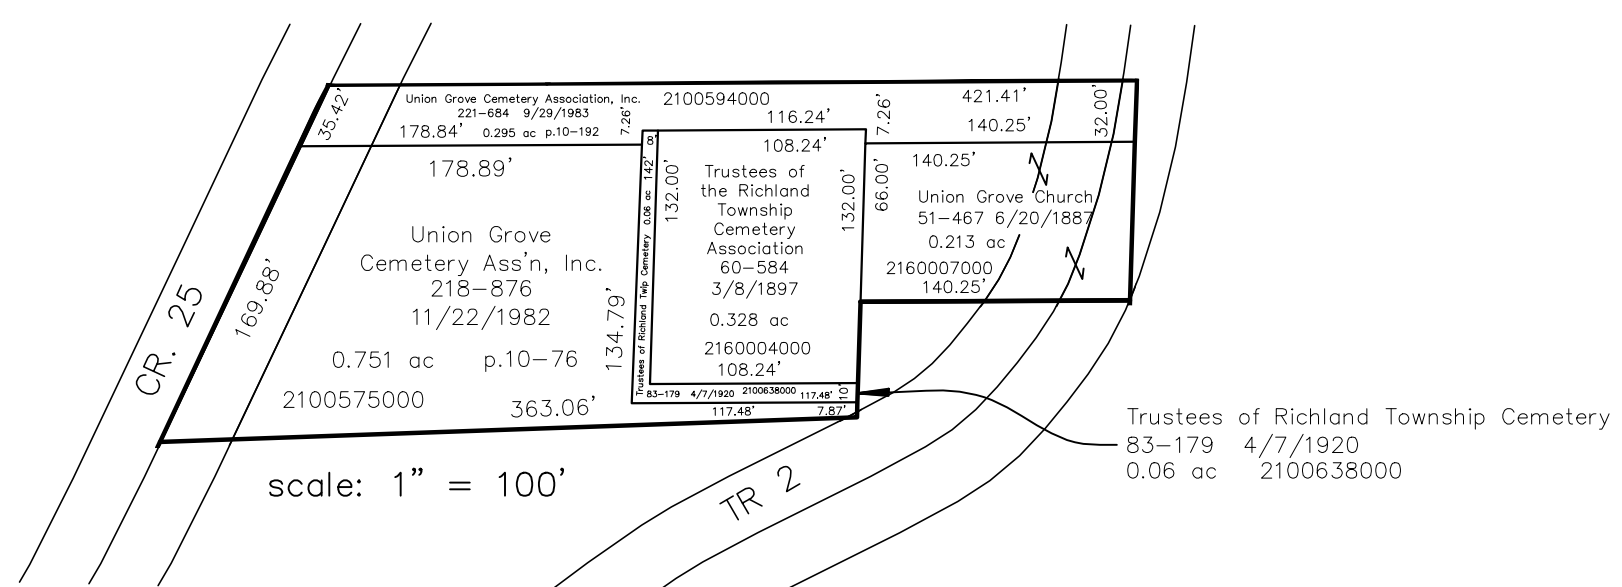 35.42'
Union Grove Cemetery Association, Inc.
221-684 9/29/1983
178.84' 0.295 ac p.10-192
7.26'
2100594000
116.24'
7.26'
421.41'
140.25'
32.00'
178.89'
Union Grove
Cemetery Ass'n, Inc.
218-876
11/22/1982
0.751 ac p.10-76
2100575000
363.06'
169.88'
134.79'
CR. 25
8'
142'
Trustees of Richland Twlp Cemetery 0.06 ac
132.00'
108.24'
Trustees of
the Richland
Township
Cemetery
Association
60-584
3/8/1897
0.328 ac
2160004000
108.24'
132.00'
83-179 4/7/1920 2100638000 117.48'
10'
117.48' 7.87'
66.00'
140.25'
Union Grove Church
51-467 6/20/1887
0.213 ac
2160007000
140.25'
Trustees of Richland Township Cemetery
83-179 4/7/1920
0.06 ac 2100638000
scale: 1" = 100'
TR 2